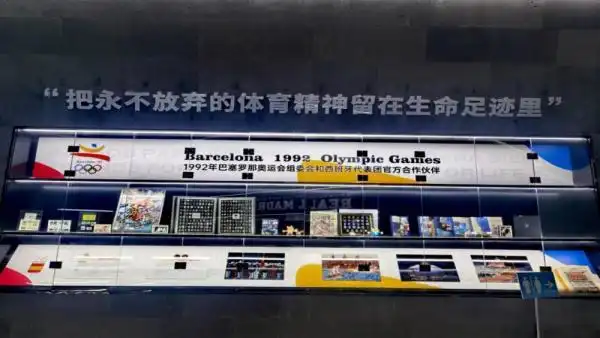 “把永不放弃的体育精神留在生命足迹里”
Barcelona 1992 Olympic Games
1992年巴塞罗那奥运会组委会和西班牙代表团官方合作伙伴